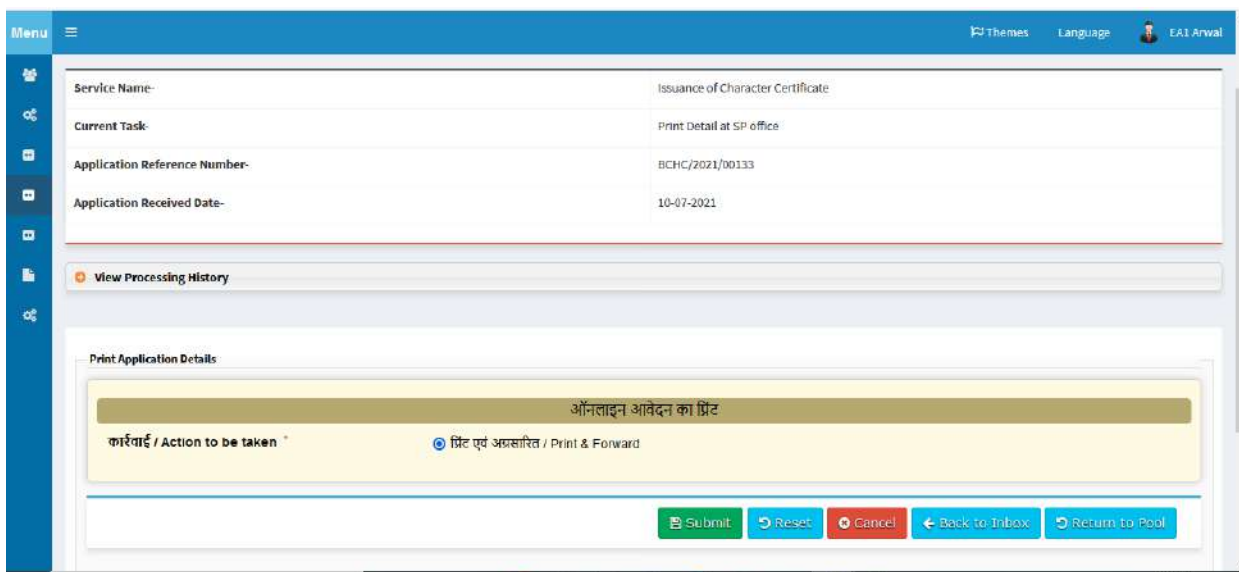 Menu Themes Language EA1 Arwal
Service Name- Issuance of Character Certificate
Current Task- Print Detail at SP office
Application Reference Number- BCHC/2021/00133
Application Received Date- 10-07-2021
View Processing History
Print Application Details
ऑनलाइन आवेदन का प्रिंट
कार्रवाई / Action to be taken * प्रिंट एवं अग्रसारित / Print & Forward
Submit Reset Cancel Back to Inbox Return to Pool